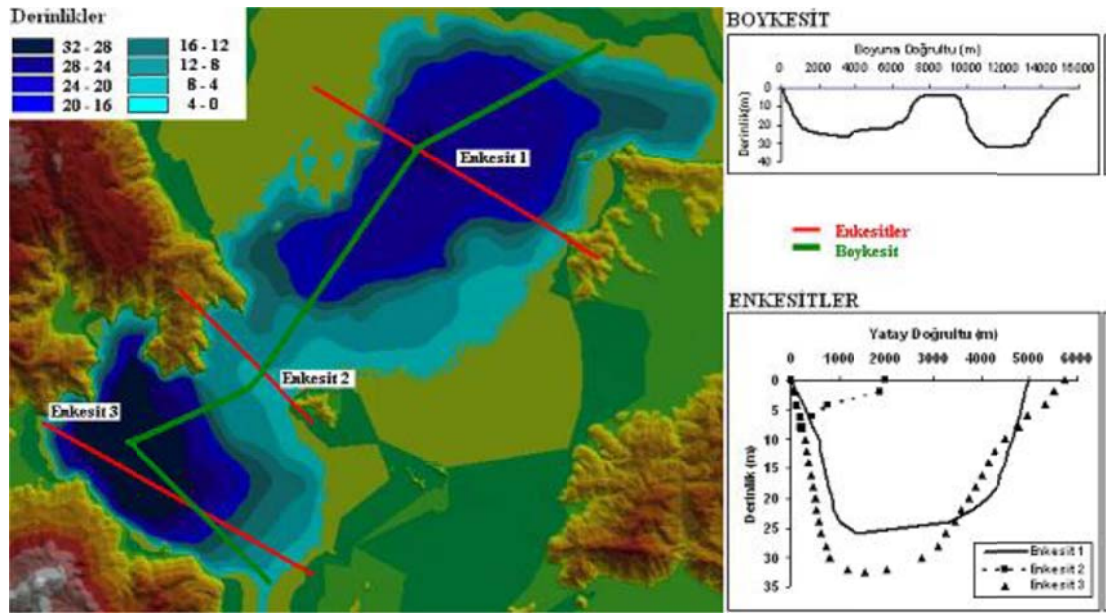 Derinlikler
32 - 28
28 - 24
24 - 20
20 - 16
16 - 12
12 - 8
8 - 4
4 - 0
Enkesit 1
Enkesit 2
Enkesit 3
BOYKESİT
Boyuna Doğrultu (m)
0 2000 4000 6000 8000 10000 12000 14000 16000
Derinlik(m)
0
10
20
30
40
Enkesitler
Boykesit
ENKESİTLER
Yatay Doğrultu (m)
0 1000 2000 3000 4000 5000 6000
Derinlik (m)
0
5
10
15
20
25
30
35
Enkesit 1
Enkesit 2
Enkesit 3